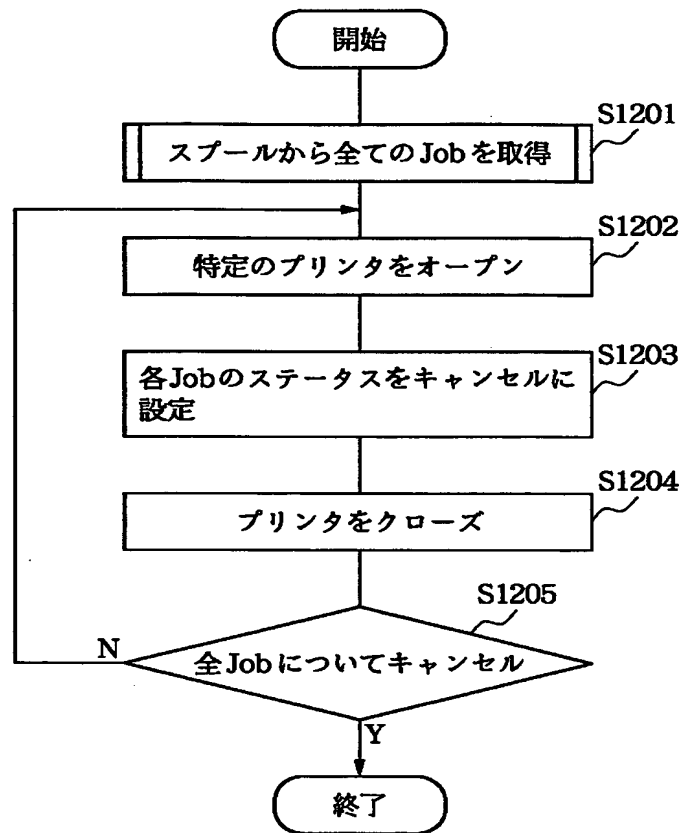 開始
S1201
スプールから全てのJobを取得
S1202
特定のプリンタをオープン
S1203
各Jobのステータスをキャンセルに
設定
S1204
プリンタをクローズ
S1205
全Jobについてキャンセル
N
Y
終了